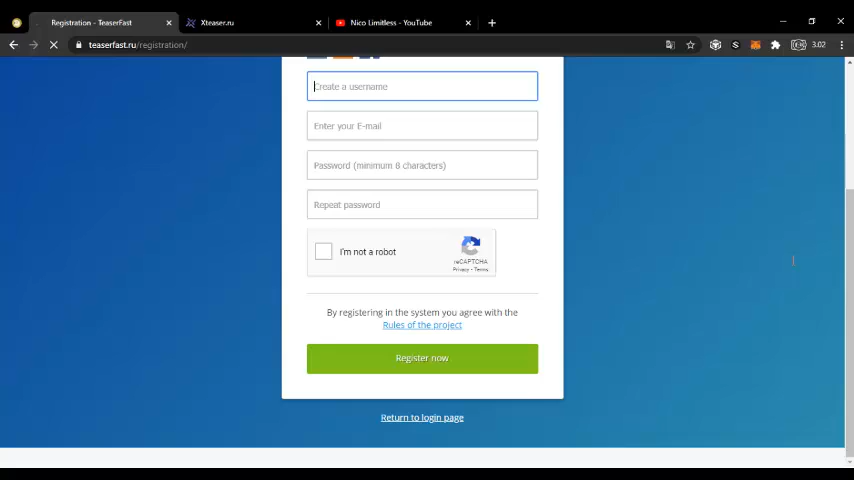 Registration - TeaserFast
Xteaser.ru
Nico Limitless - YouTube
teaserfast.ru/registration/
3.02
Create a username
Enter your E-mail
Password (minimum 8 characters)
Repeat password
I'm not a robot
reCAPTCHA
Privacy - Terms
By registering in the system you agree with the
Rules of the project
Register now
Return to login page